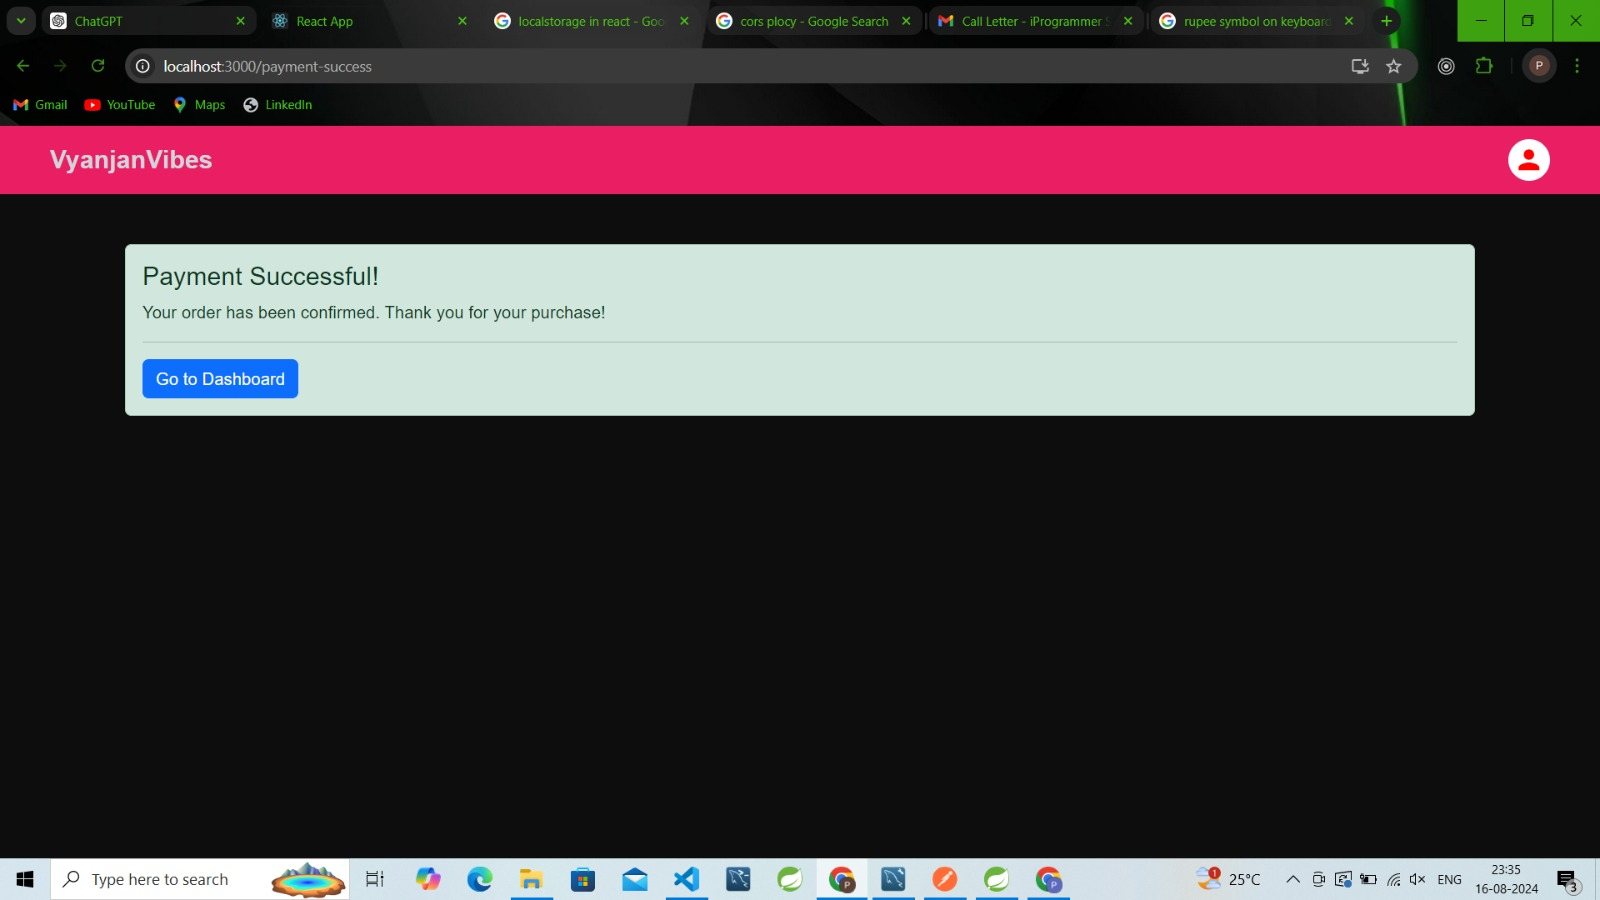 ChatGPT
React App
localstorage in react - Goo
cors plocy - Google Search
Call Letter - iProgrammer S
rupee symbol on keyboard
localhost:3000/payment-success
P
Gmail
YouTube
Maps
LinkedIn
VyanjanVibes
Payment Successful!
Your order has been confirmed. Thank you for your purchase!
Go to Dashboard
Type here to search
1
25°C
ENG
23:35
16-08-2024
3